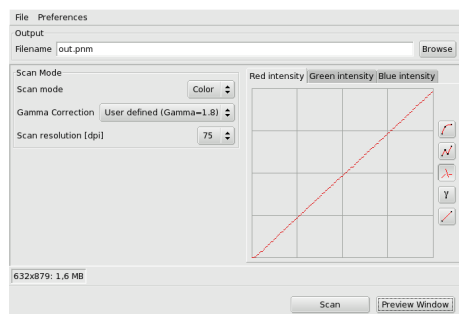 File Preferences
Output
Filename out.pnm Browse
Scan Mode
Scan mode Color
Gamma Correction User defined (Gamma=1.8)
Scan resolution [dpi] 75
Red intensity Green intensity Blue intensity
γ
632x879: 1.6 MB
Scan Preview Window